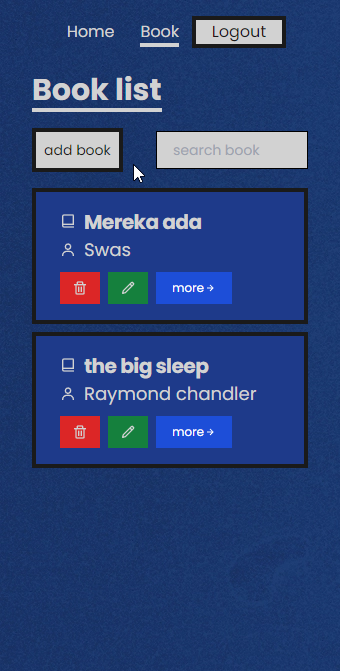 Home Book Logout
Book list
add book search book
Mereka ada
Swas
more
the big sleep
Raymond chandler
more